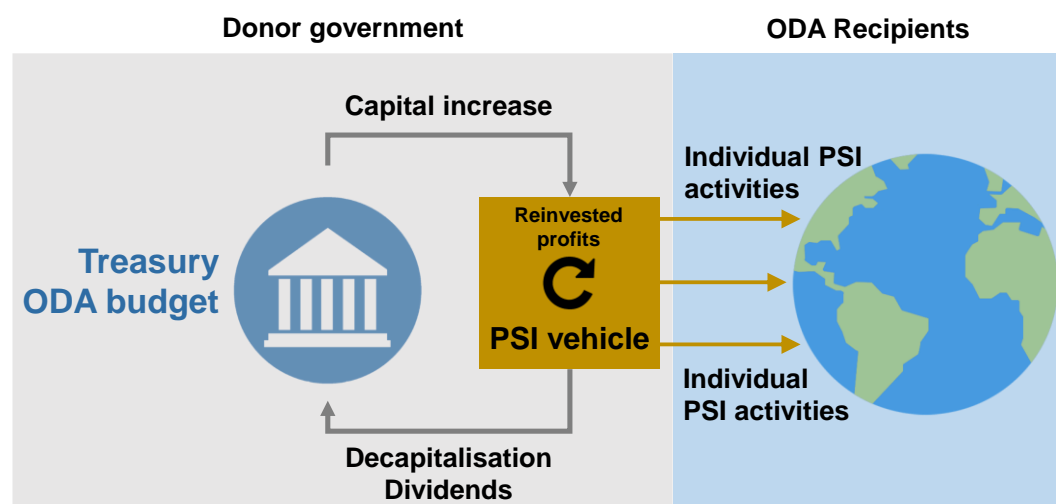 Donor government
ODA Recipients
Capital increase
Individual PSI
activities
Reinvested
profits
Treasury
ODA budget
PSI vehicle
Individual
PSI activities
Decapitalisation
Dividends